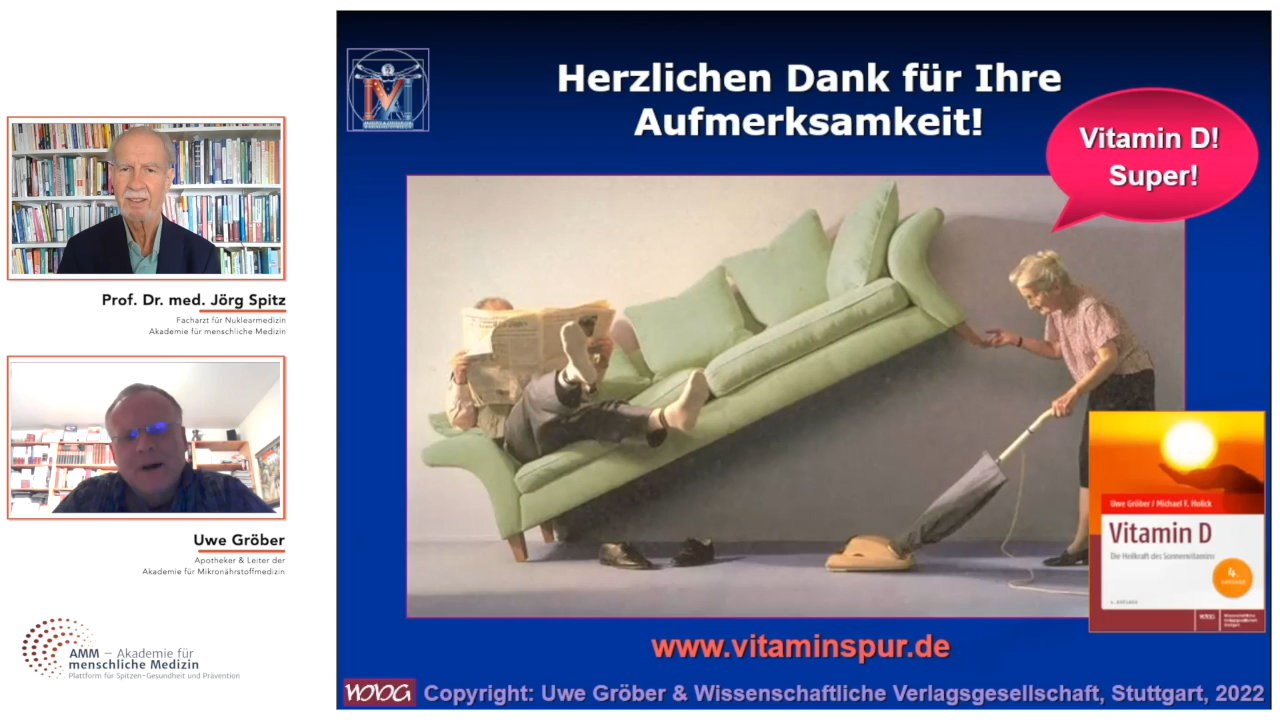 Herzlichen Dank für Ihre
Aufmerksamkeit!
Vitamin D!
Super!
Prof. Dr. med. Jörg Spitz
Facharzt für Nuklearmedizin
Akademie für menschliche Medizin
Uwe Gröber
Apotheker & Leiter der
Akademie für Mikronährstoffmedizin
AMM – Akademie für
menschliche Medizin
Plattform für Spitzen-Gesundheit und Prävention
Uwe Gröber / Michael F. Holick
Vitamin D
Die Heilkraft des Sonnenvitamins
4.
WVG
www.vitaminspur.de
WVG Copyright: Uwe Gröber & Wissenschaftliche Verlagsgesellschaft, Stuttgart, 2022